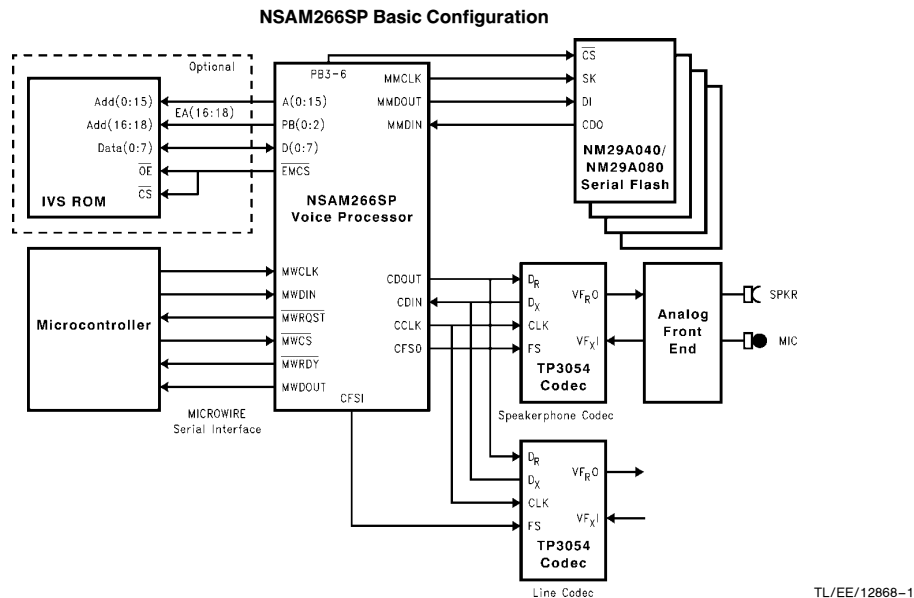 NSAM266SP Basic Configuration
Optional
Add(0:15)
EA(16:18)
Add(16:18)
Data(0:7)
OE
CS
IVS ROM
PB3-6
A(0:15)
PB(0:2)
D(0:7)
EMCS
MMCLK
MMDOUT
MMDIN
NSAM266SP
Voice Processor
CS
SK
DI
CDO
NM29A040/
NM29A080
Serial Flash
Microcontroller
MWCLK
MWDIN
MWRQST
MWCS
MWRDY
MWDOUT
CDOUT
CDIN
CCLK
CFS0
CFSI
MICROWIRE
Serial Interface
DR
DX
CLK
FS
VFRO
VFXI
TP3054
Codec
Speakerphone Codec
Analog
Front
End
SPKR
MIC
DR
DX
CLK
FS
VFRO
VFXI
TP3054
Codec
Line Codec
TL/EE/12868–1